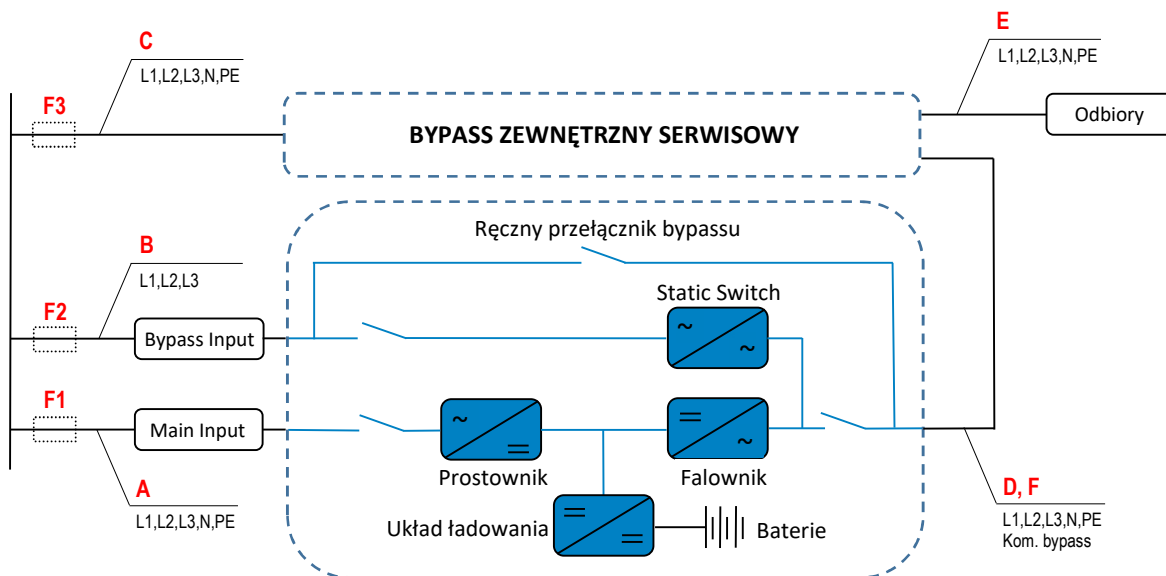 C
L1,L2,L3,N,PE
E
L1,L2,L3,N,PE
F3
BYPASS ZEWNĘTRZNY SERWISOWY
Odbiory
Ręczny przełącznik bypassu
B
L1,L2,L3
Static Switch
F2
Bypass Input
~
~
F1
Main Input
~
~
Prostownik
Falownik
A
L1,L2,L3,N,PE
D, F
L1,L2,L3,N,PE
Kom. bypass
Układ ładowania
Baterie